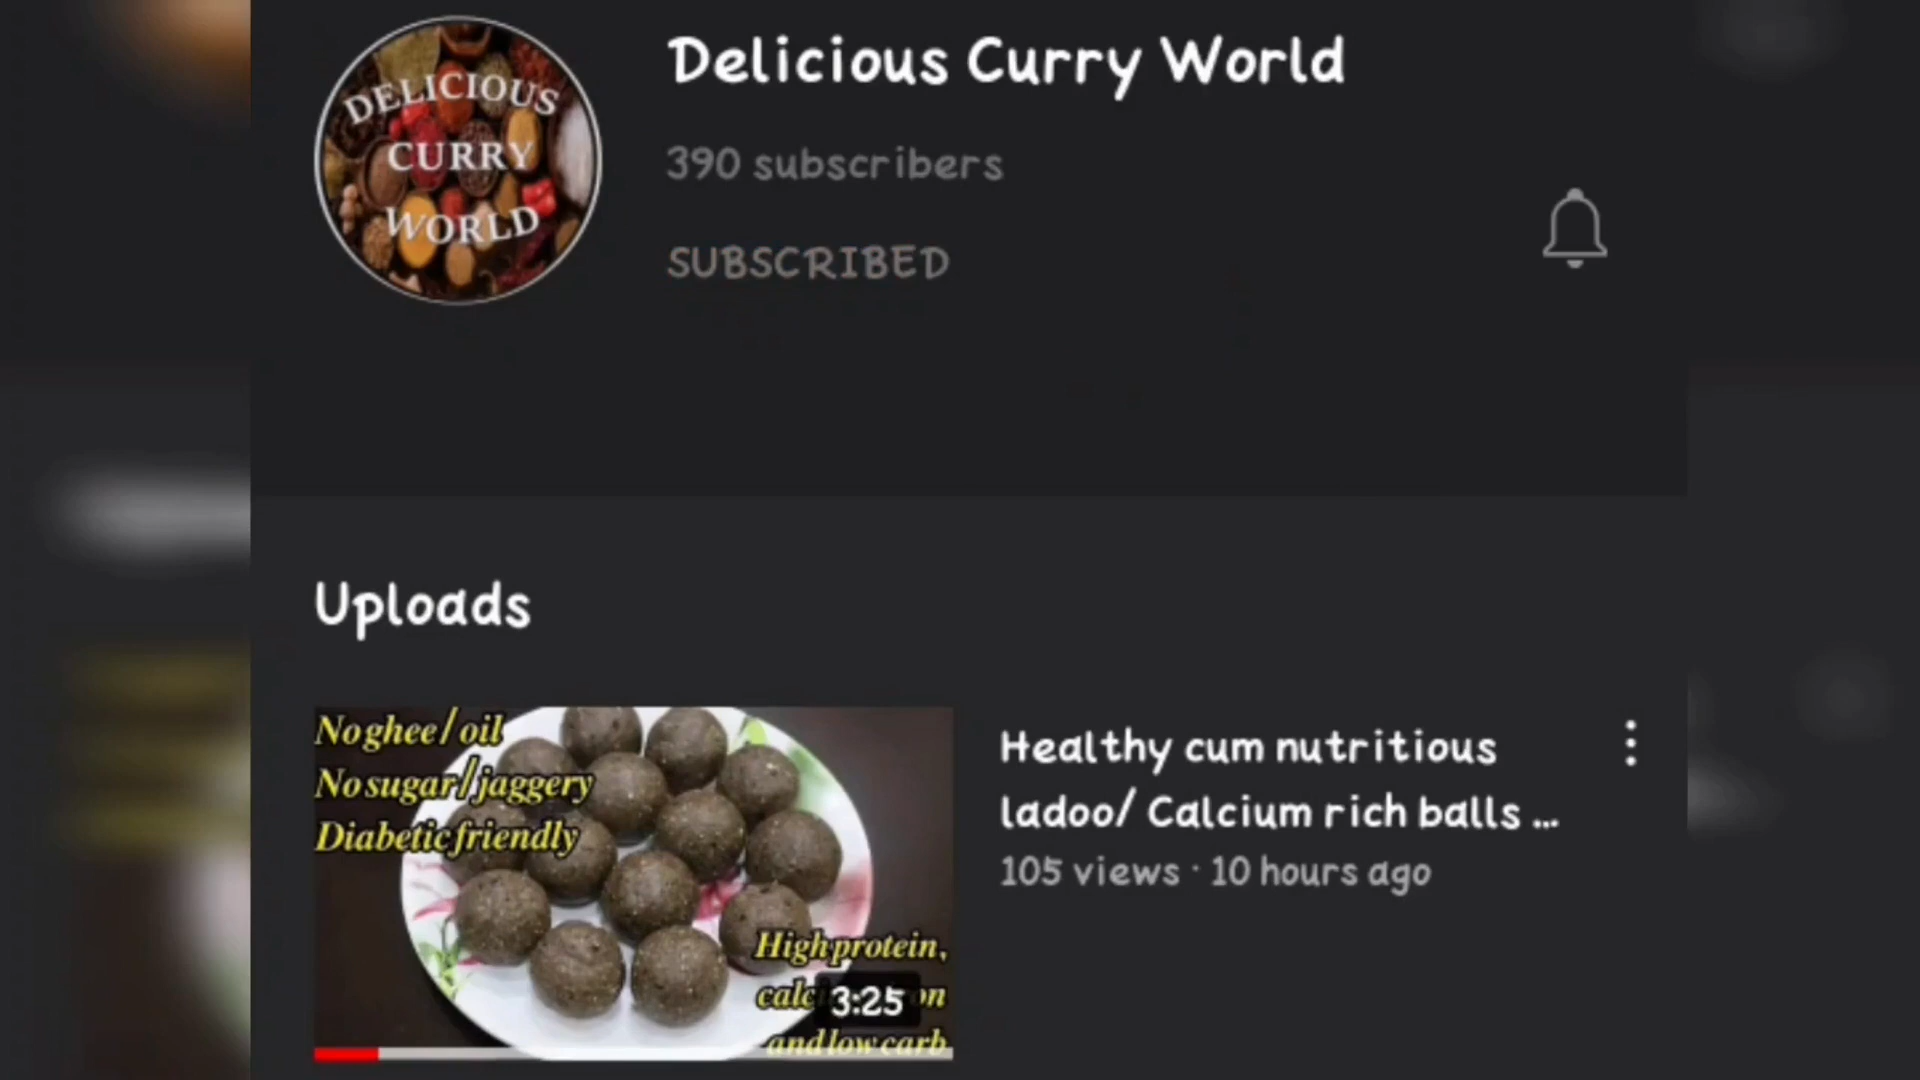 DELICIOUS
CURRY
WORLD
Delicious Curry World
390 subscribers
SUBSCRIBED
Uploads
No ghee/oil
No sugar/jaggery
Diabetic friendly
High protein,
3:25
and low carb
Healthy cum nutritious
ladoo/ Calcium rich balls ...
105 views · 10 hours ago